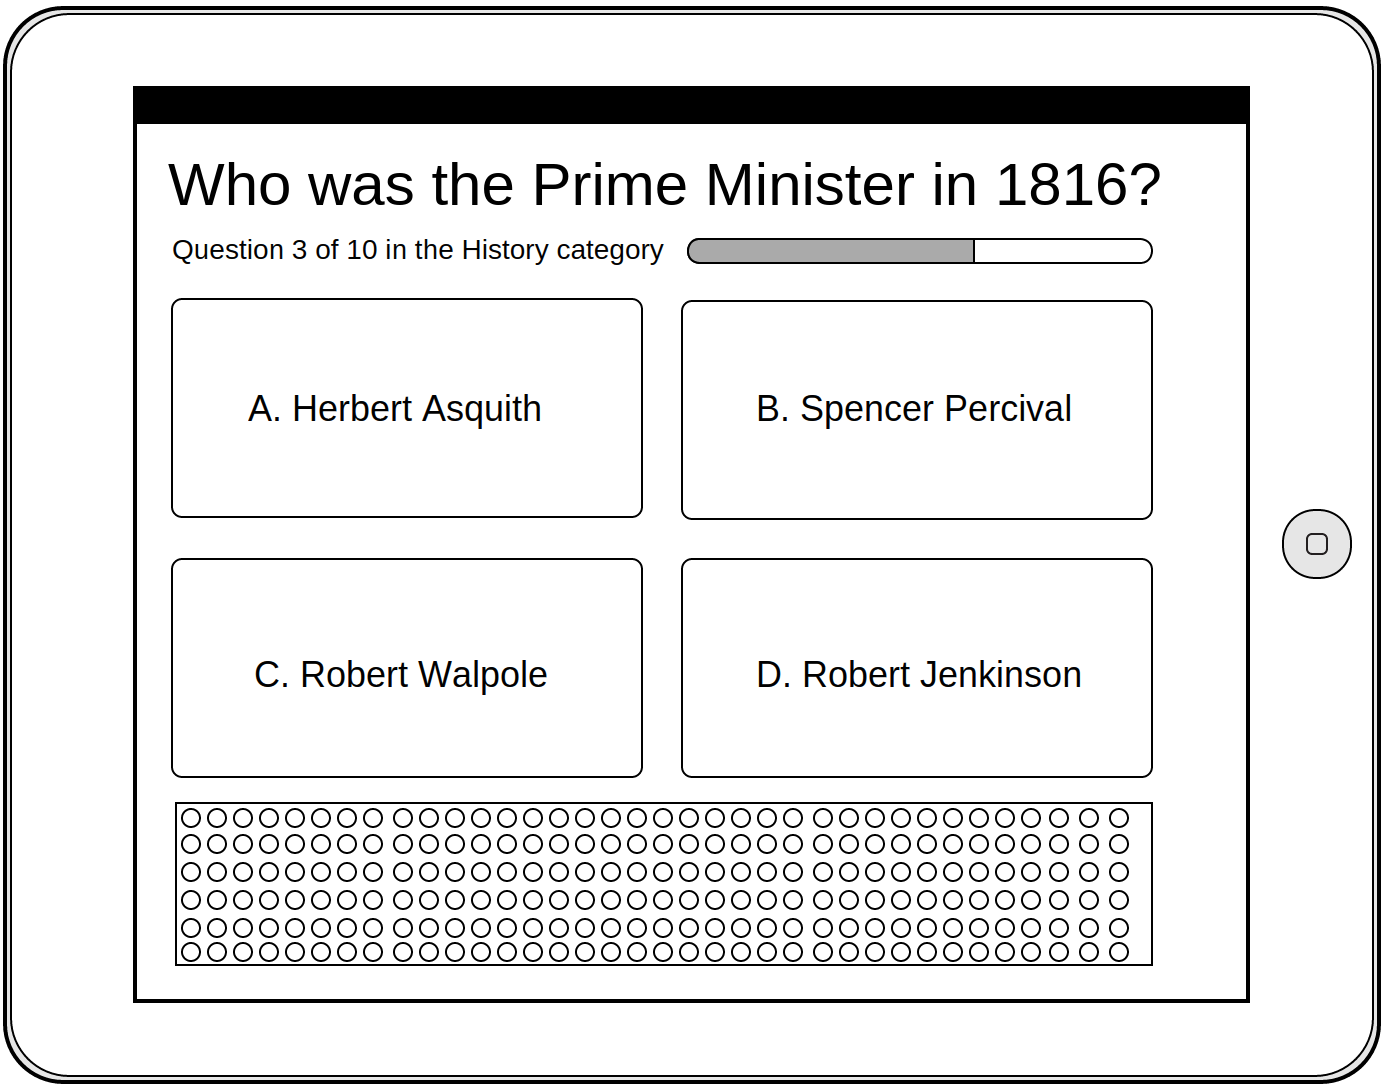 Who was the Prime Minister in 1816?
Question 3 of 10 in the History category
A. Herbert Asquith
B. Spencer Percival
C. Robert Walpole
D. Robert Jenkinson